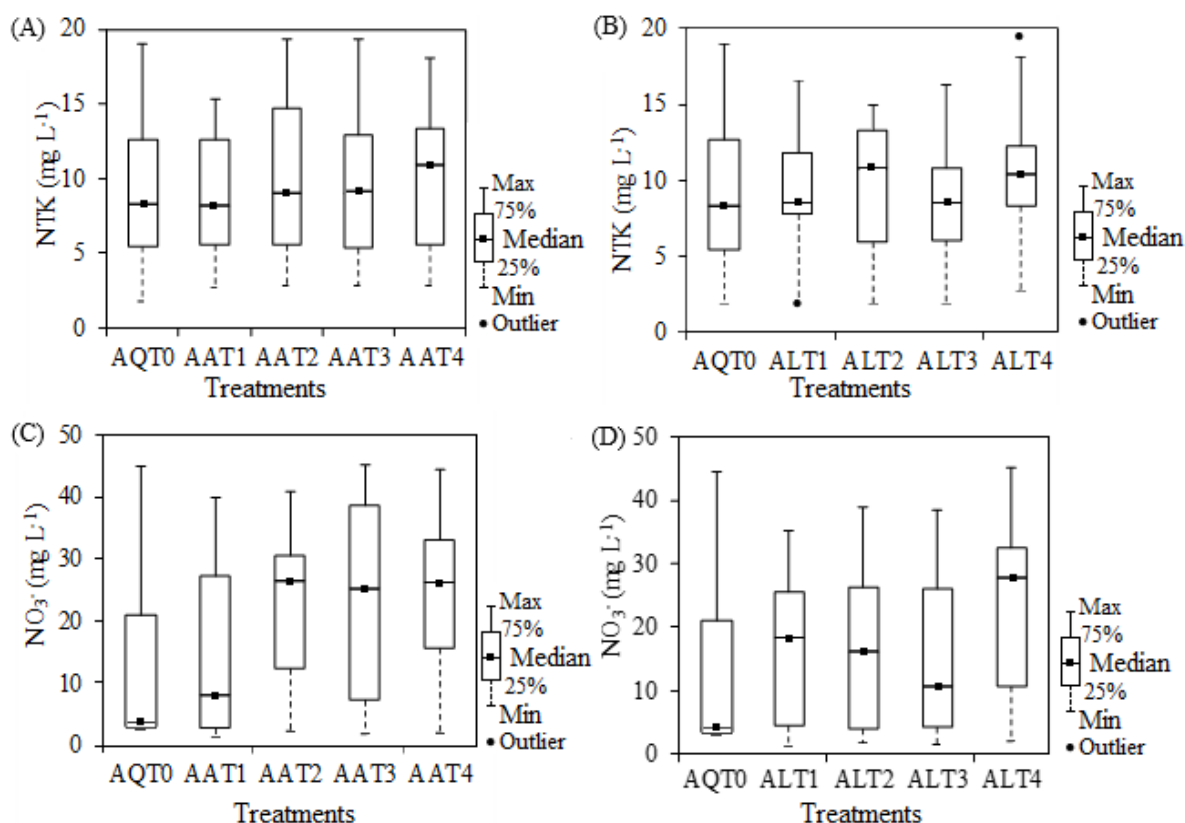 (A)
NTK (mg L-1)
20
15
10
5
0
AQT0 AAT1 AAT2 AAT3 AAT4
Treatments
Max
75%
Median
25%
Min
Outlier
(B)
NTK (mg L-1)
20
15
10
5
0
AQT0 ALT1 ALT2 ALT3 ALT4
Treatments
Max
75%
Median
25%
Min
Outlier
(C)
NO3- (mg L-1)
50
40
30
20
10
0
AQT0 AAT1 AAT2 AAT3 AAT4
Treatments
Max
75%
Median
25%
Min
Outlier
(D)
NO3- (mg L-1)
50
40
30
20
10
0
AQT0 ALT1 ALT2 ALT3 ALT4
Treatments
Max
75%
Median
25%
Min
Outlier